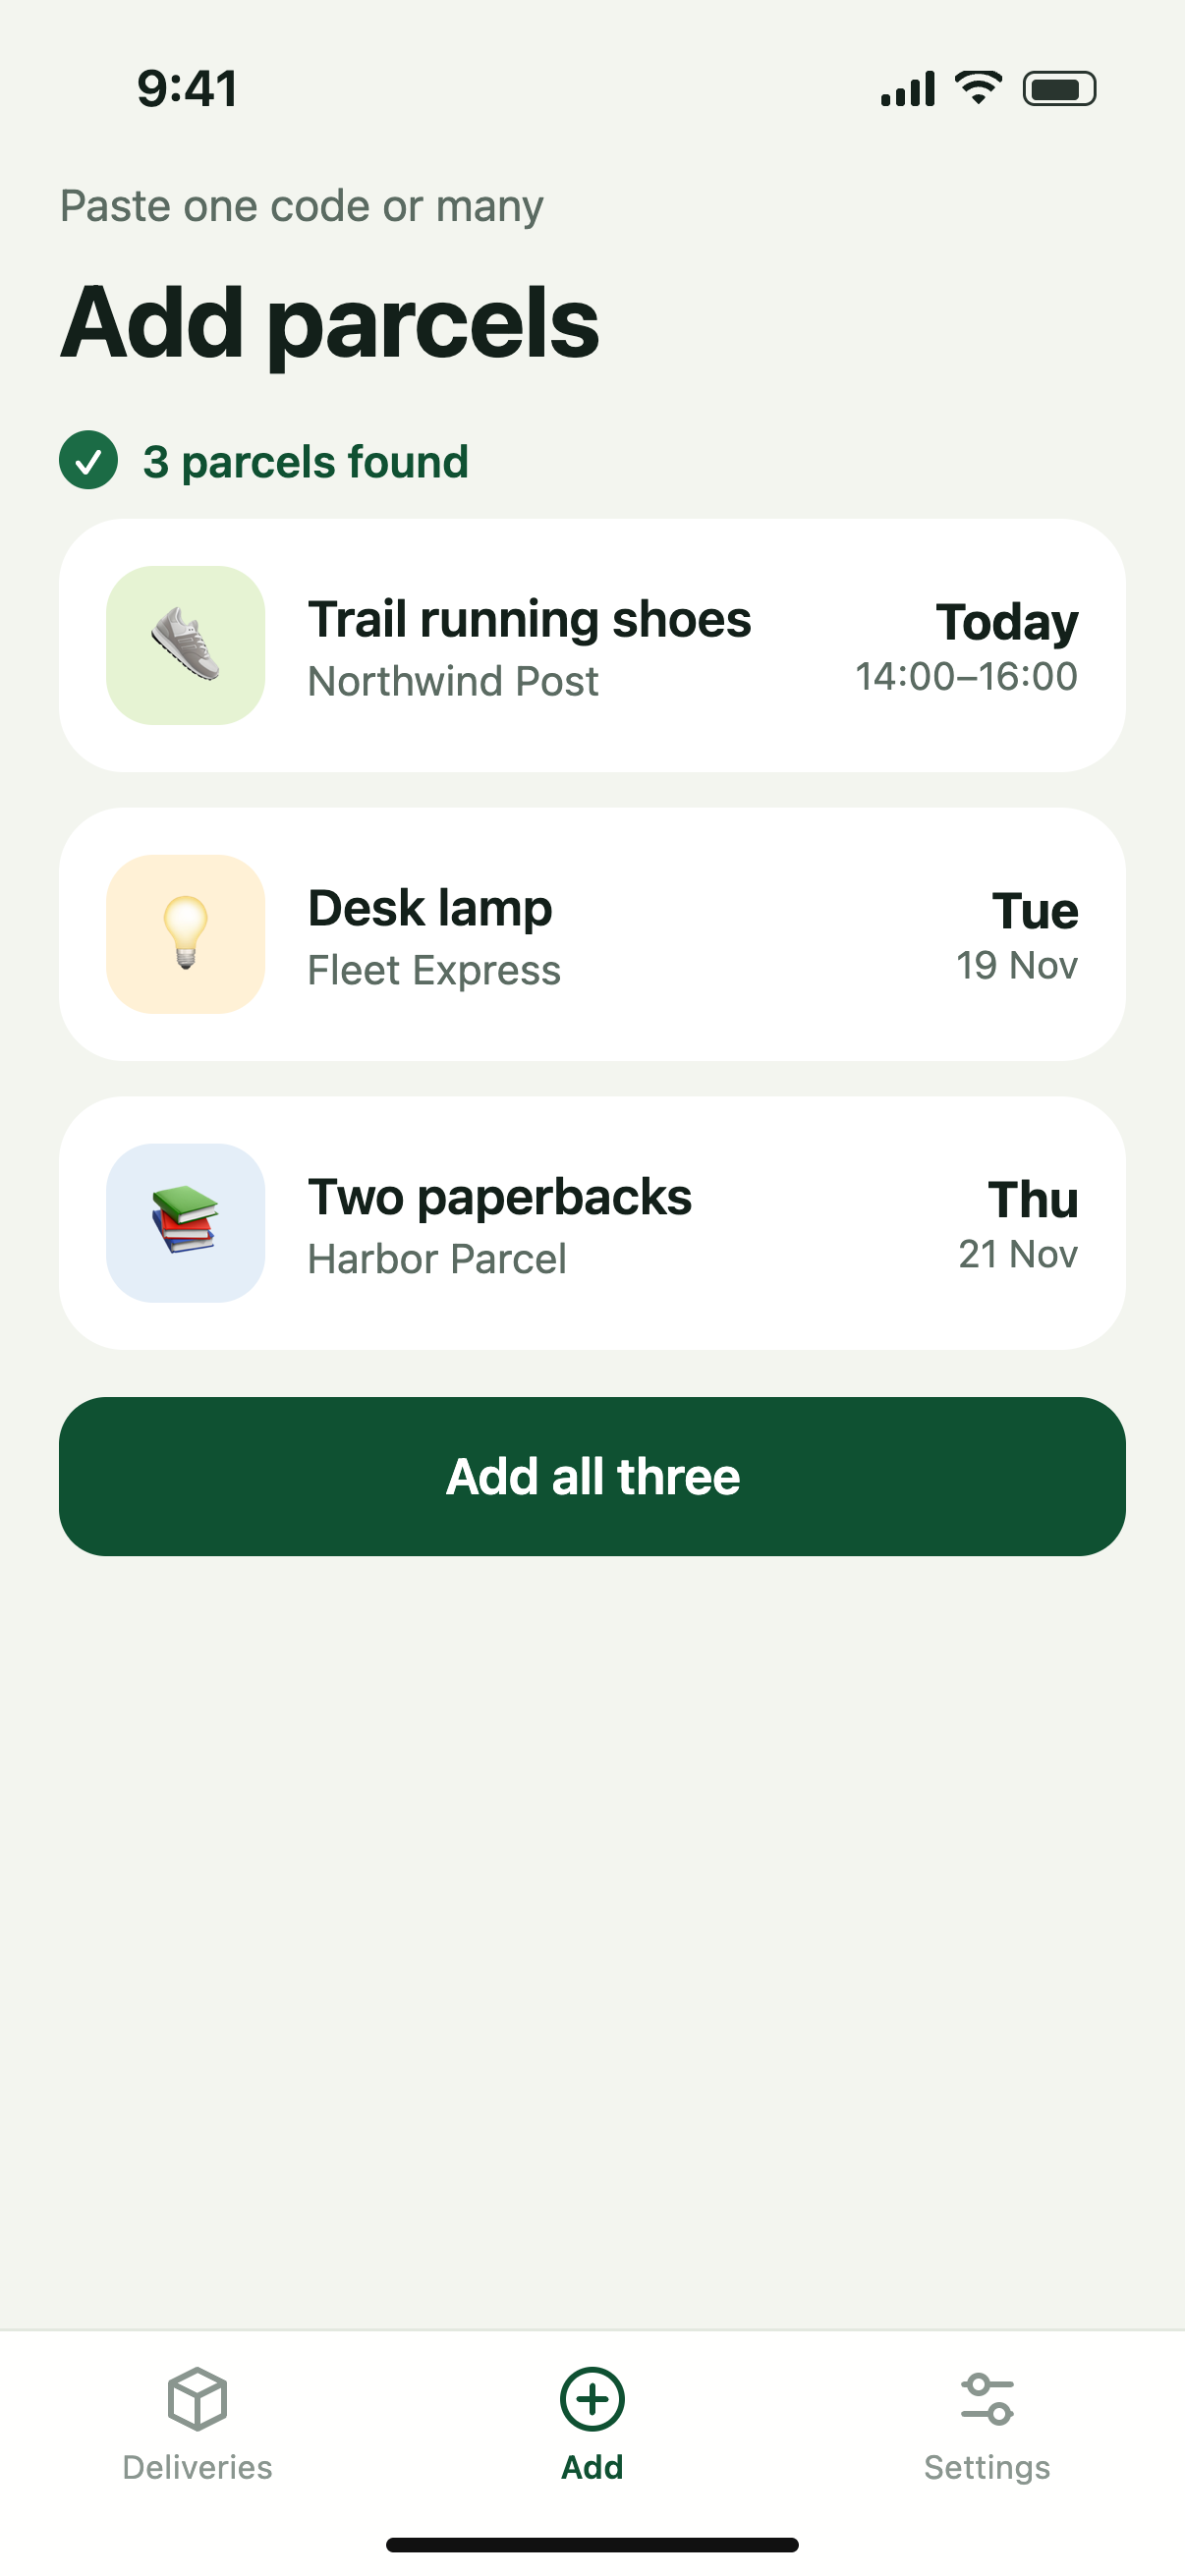 9:41
Paste one code or many
Add parcels
3 parcels found
Trail running shoes
Northwind Post
Today
14:00–16:00
Desk lamp
Fleet Express
Tue
19 Nov
Two paperbacks
Harbor Parcel
Thu
21 Nov
Add all three
Deliveries
Add
Settings